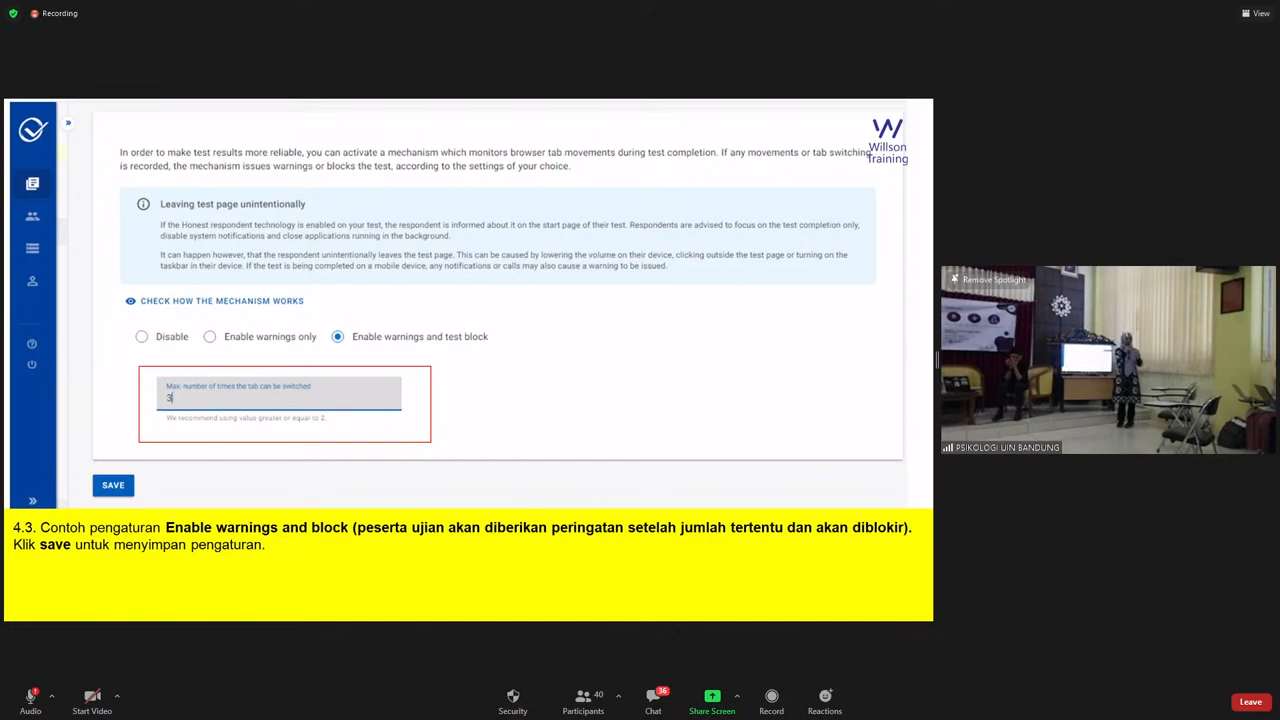 Recording
View
Willson
Training
In order to make test results more reliable, you can activate a mechanism which monitors browser tab movements during test completion. If any movements or tab switching
is recorded, the mechanism issues warnings or blocks the test, according to the settings of your choice.
Leaving test page unintentionally
If the Honest respondent technology is enabled on your test, the respondent is informed about it on the start page of their test. Respondents are advised to focus on the test completion only,
disable system notifications and close applications running in the background.
It can happen however, that the respondent unintentionally leaves the test page. This can be caused by lowering the volume on their device, clicking outside the test page or turning on the
taskbar in their device. If the test is being completed on a mobile device, any notifications or calls may also cause a warning to be issued.
CHECK HOW THE MECHANISM WORKS
Disable
Enable warnings only
Enable warnings and test block
Max. number of times the tab can be switched
3
We recommend using value greater or equal to 2.
SAVE
4.3. Contoh pengaturan Enable warnings and block (peserta ujian akan diberikan peringatan setelah jumlah tertentu dan akan diblokir).
Klik save untuk menyimpan pengaturan.
Remove Spotlight
PSIKOLOGI UIN BANDUNG
Audio
Start Video
Security
40
Participants
36
Chat
Share Screen
Record
Reactions
Leave